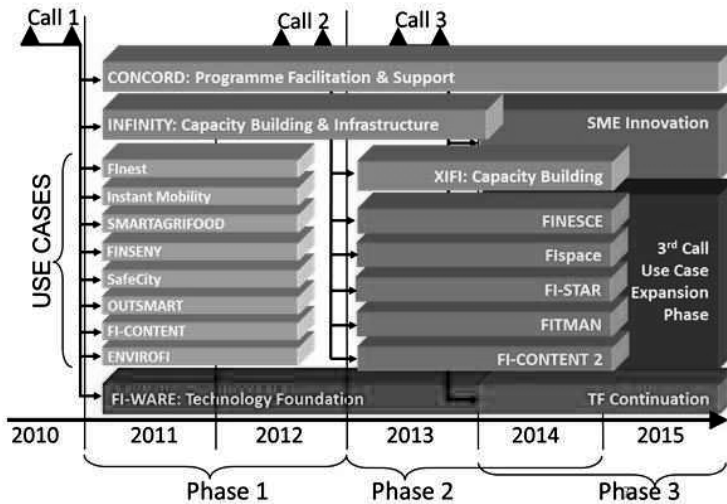 Call 1
Call 2
Call 3
CONCORD: Programme Facilitation & Support
INFINITY: Capacity Building & Infrastructure
SME Innovation
USE CASES
FInest
Instant Mobility
SMARTAGRIFOOD
FINSENY
SafeCity
OUTSMART
FI-CONTENT
ENVIROFI
XIFI: Capacity Building
FINESCE
FIspace
FI-STAR
FITMAN
FI-CONTENT 2
3rd Call
Use Case
Expansion
Phase
FI-WARE: Technology Foundation
TF Continuation
2010 2011 2012 2013 2014 2015
Phase 1 Phase 2 Phase 3